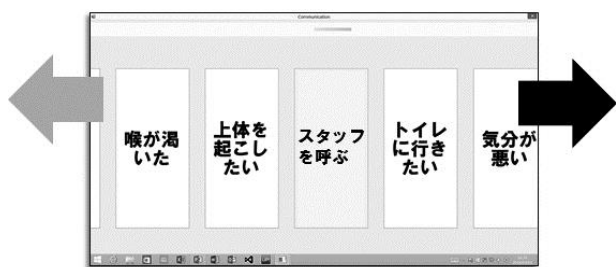 Communication
喉が渇
いた
上体を
起こし
たい
スタッフ
を呼ぶ
トイレ
に行き
たい
気分が
悪い